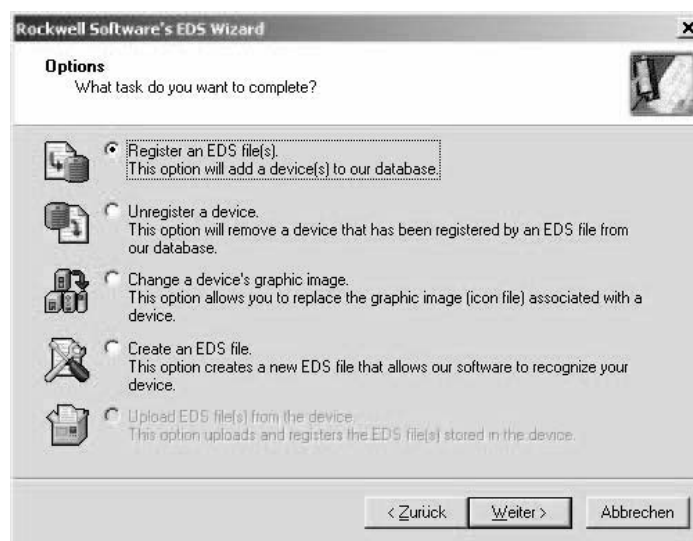 Rockwell Software's EDS Wizard
Options
What task do you want to complete?
Register an EDS file(s).
This option will add a device(s) to our database.
Unregister a device.
This option will remove a device that has been registered by an EDS file from
our database.
Change a device's graphic image.
This option allows you to replace the graphic image (icon file) associated with a
device.
Create an EDS file.
This option creates a new EDS file that allows our software to recognize your
device.
Upload EDS file(s) from the device.
This option uploads and registers the EDS file(s) stored in the device.
< Zurück
Weiter >
Abbrechen